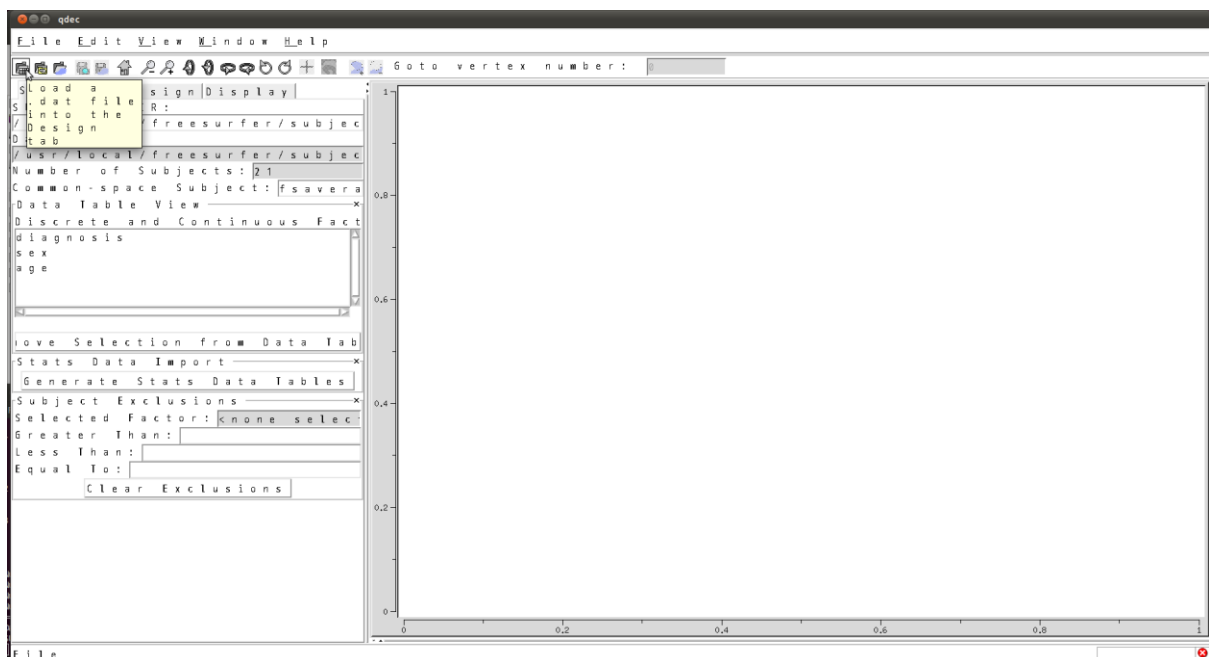 qdec
File Edit View Window Help
Goto vertex number: 0
Load a
.dat file
into the
Design
tab
S sign Display
S R:
/ /freesurfer/subjec
D
/usr/local/freesurfer/subjec
Number of Subjects: 21
Common-space Subject: fsavera
Data Table View
Discrete and Continuous Fact
diagnosis
sex
age
ove Selection from Data Tab
Stats Data Import
Generate Stats Data Tables
Subject Exclusions
Selected Factor: <none selec
Greater Than:
Less Than:
Equal To:
Clear Exclusions
1
0.8
0.6
0.4
0.2
0
0 0.2 0.4 0.6 0.8 1
File